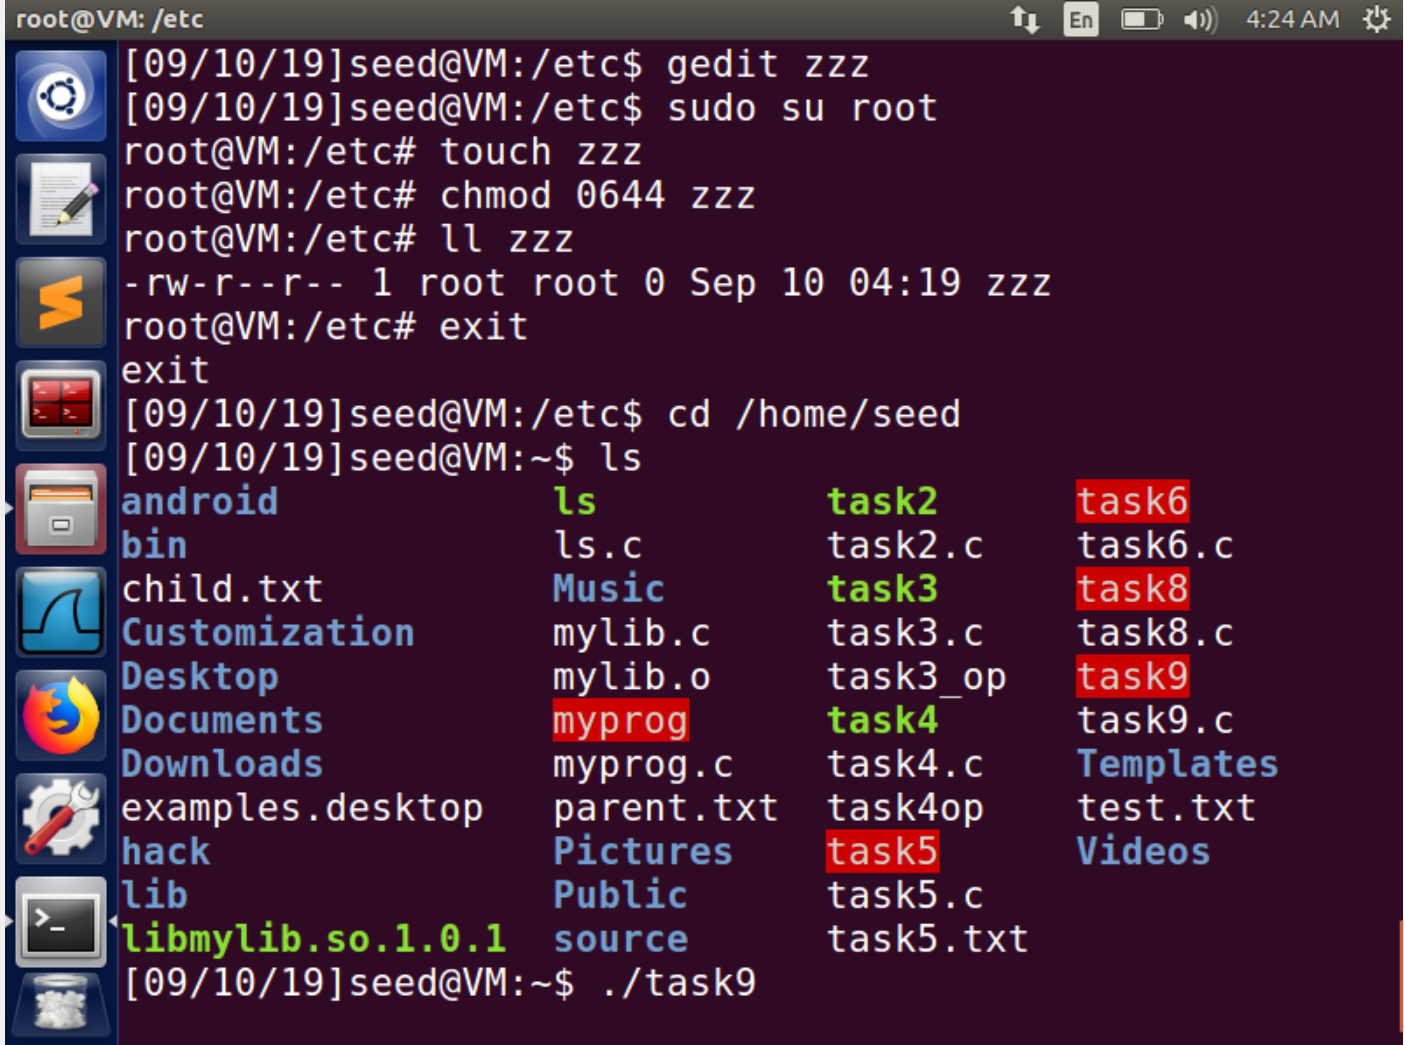 root@VM: /etc En 4:24 AM
[09/10/19]seed@VM:/etc$ gedit zzz
[09/10/19]seed@VM:/etc$ sudo su root
root@VM:/etc# touch zzz
root@VM:/etc# chmod 0644 zzz
root@VM:/etc# ll zzz
-rw-r--r-- 1 root root 0 Sep 10 04:19 zzz
root@VM:/etc# exit
exit
[09/10/19]seed@VM:/etc$ cd /home/seed
[09/10/19]seed@VM:~$ ls
android ls task2 task6
bin ls.c task2.c task6.c
child.txt Music task3 task8
Customization mylib.c task3.c task8.c
Desktop mylib.o task3_op task9
Documents myprog task4 task9.c
Downloads myprog.c task4.c Templates
examples.desktop parent.txt task4op test.txt
hack Pictures task5 Videos
lib Public task5.c
libmylib.so.1.0.1 source task5.txt
[09/10/19]seed@VM:~$ ./task9